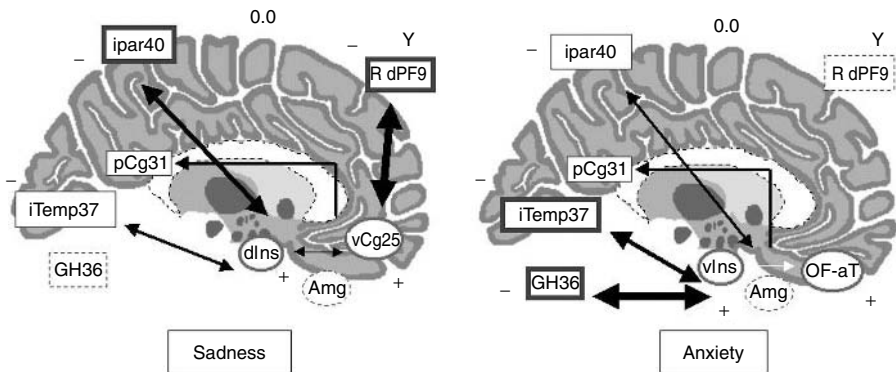 0.0
– ipar40 – Y
R dPF9
pCg31
–
iTemp37
dIns
vCg25
GH36
+
Amg
+
Sadness
0.0
– ipar40 – Y
R dPF9
pCg31
–
iTemp37
vIns
OF-aT
GH36
–
Amg
+
+
Anxiety